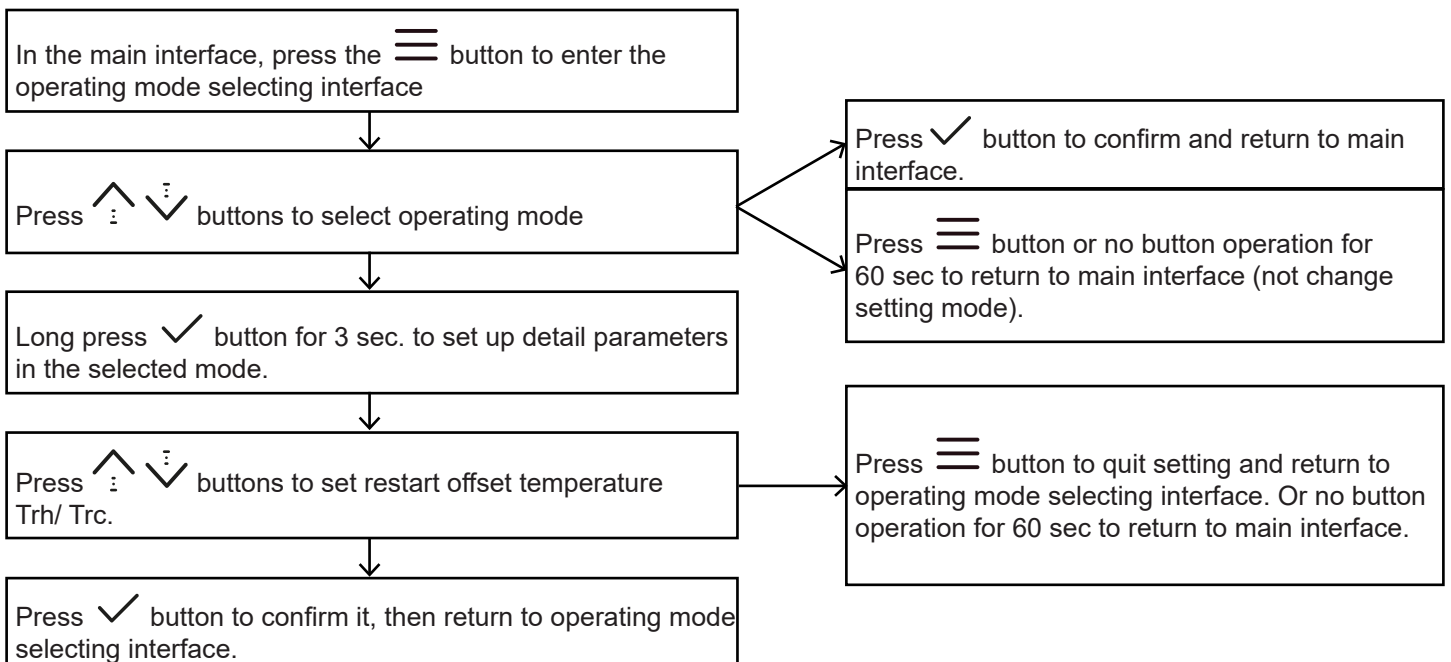 In the main interface, press the button to enter the
operating mode selecting interface
Press buttons to select operating mode
Press button to confirm and return to main
interface.
Press button or no button operation for
60 sec to return to main interface (not change
setting mode).
Long press button for 3 sec. to set up detail parameters
in the selected mode.
Press buttons to set restart offset temperature
Trh/ Trc.
Press button to quit setting and return to
operating mode selecting interface. Or no button
operation for 60 sec to return to main interface.
Press button to confirm it, then return to operating mode
selecting interface.